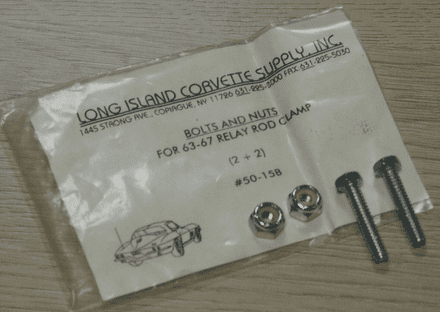 LONG ISLAND CORVETTE SUPPLY, INC.
1445 STRONG AVE., COPIAGUE, NY 11726 631-225-3000 FAX 631-225-5030
BOLTS AND NUTS
FOR 63-67 RELAY ROD CLAMP
(2 + 2)
#50-158